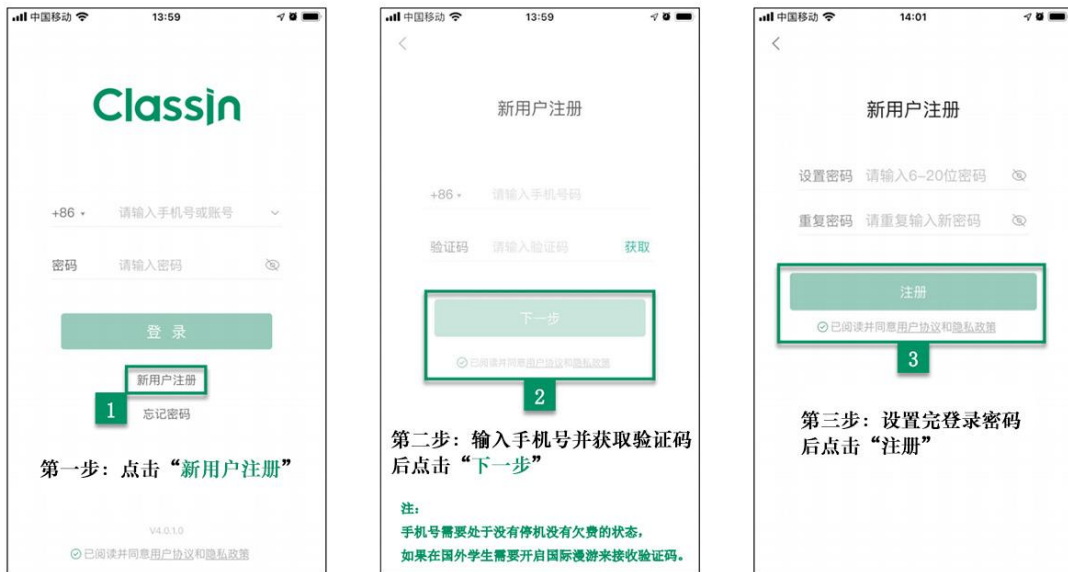 中国移动 13:59
Classin
+86 请输入手机号或账号
密码 请输入密码
登 录
新用户注册
1
忘记密码
第一步：点击“新用户注册”
V4.0.1.0
已阅读并同意用户协议和隐私政策
中国移动 13:59
新用户注册
+86 请输入手机号码
验证码 请输入验证码 获取
下一步
已阅读并同意用户协议和隐私政策
2
第二步：输入手机号并获取验证码
后点击“下一步”
注：
手机号需要处于没有停机没有欠费的状态，
如果在国外学生需要开启国际漫游来接收验证码。
中国移动 14:01
新用户注册
设置密码 请输入6-20位密码
重复密码 请重复输入新密码
注册
已阅读并同意用户协议和隐私政策
3
第三步：设置完登录密码
后点击“注册”